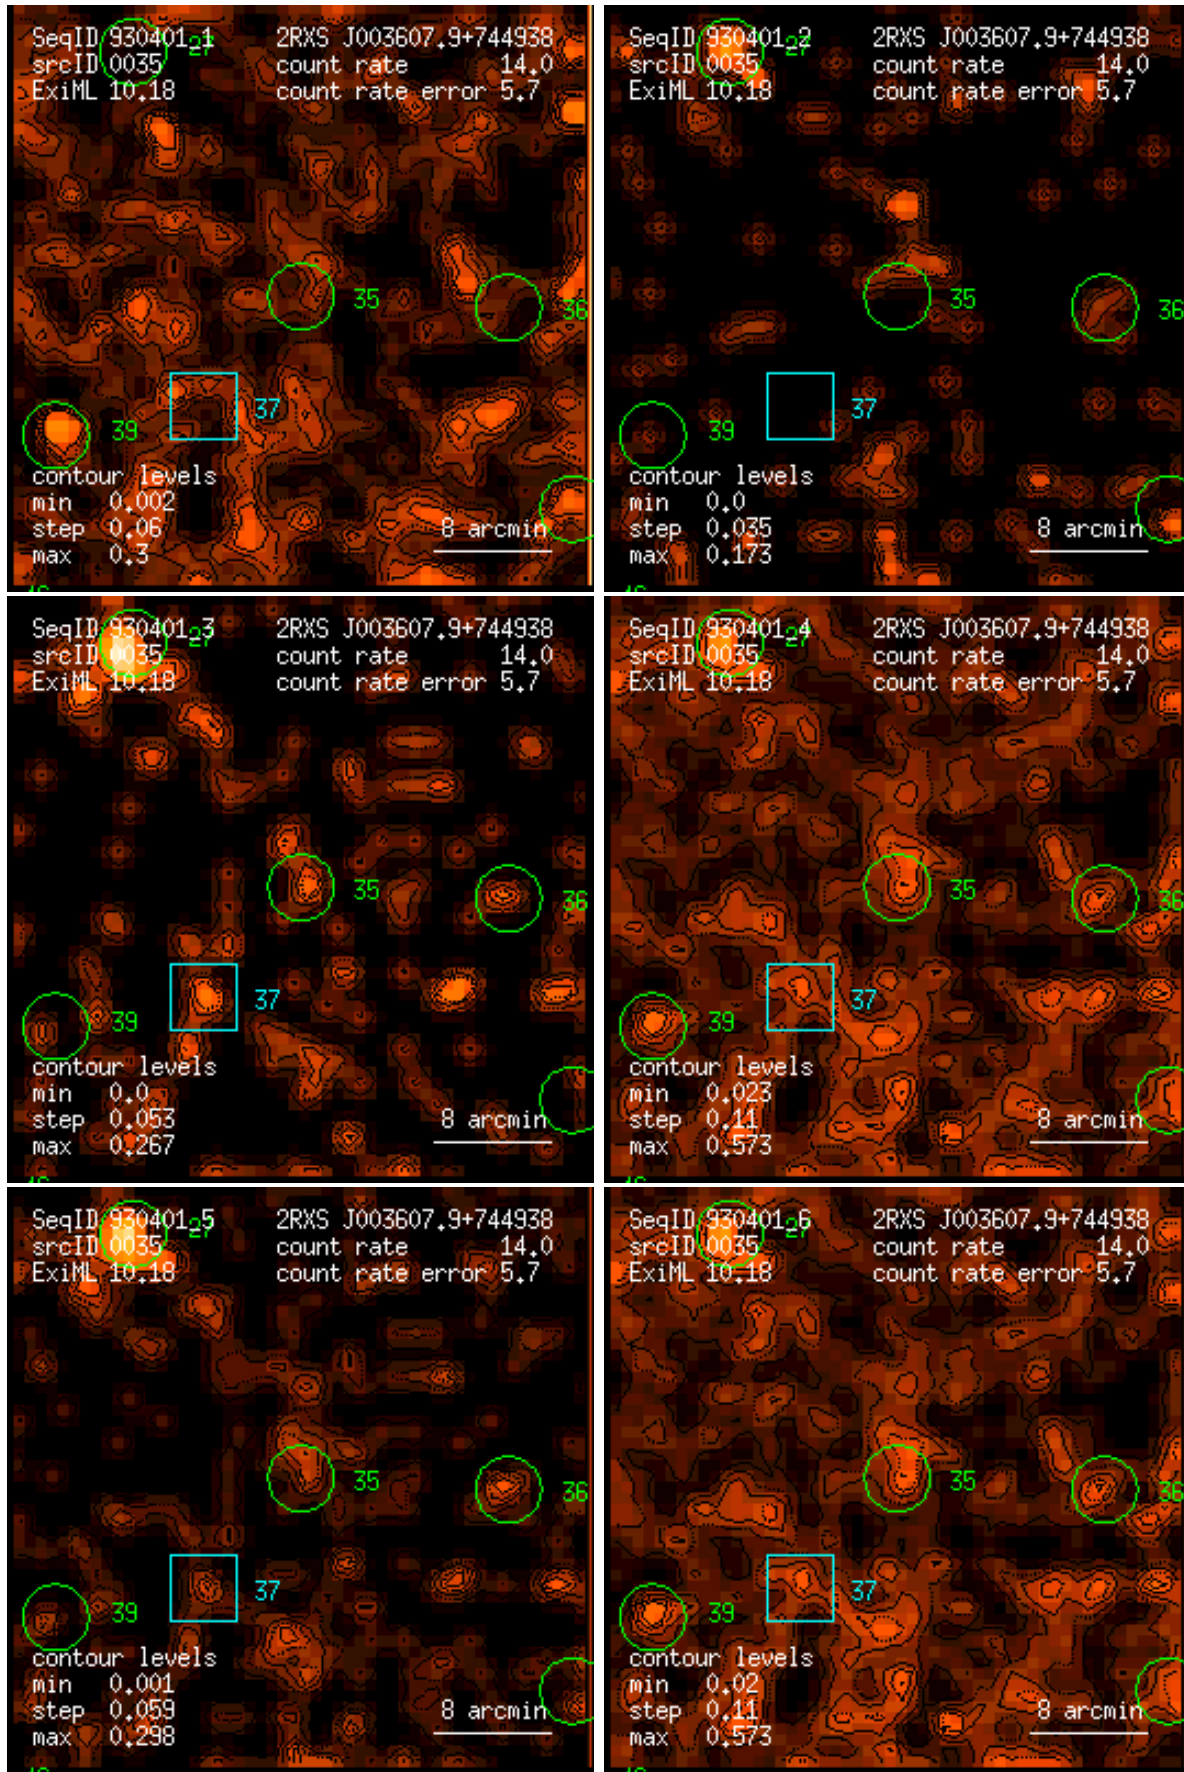 SeqID 930401_1 2RXS J003607.9+744938
27
srcID 0035 count rate 14.0
ExiML 10.18 count rate error 5.7
35
36
37
39
contour levels
min 0.002
step 0.06
max 0.3
8 arcmin
SeqID 930401_2 2RXS J003607.9+744938
27
srcID 0035 count rate 14.0
ExiML 10.18 count rate error 5.7
35
36
37
39
contour levels
min 0.0
step 0.035
max 0.173
8 arcmin
SeqID 930401_3 2RXS J003607.9+744938
27
srcID 0035 count rate 14.0
ExiML 10.18 count rate error 5.7
35
36
37
39
contour levels
min 0.0
step 0.053
max 0.267
8 arcmin
SeqID 930401_4 2RXS J003607.9+744938
27
srcID 0035 count rate 14.0
ExiML 10.18 count rate error 5.7
35
36
37
39
contour levels
min 0.023
step 0.11
max 0.573
8 arcmin
SeqID 930401_5 2RXS J003607.9+744938
27
srcID 0035 count rate 14.0
ExiML 10.18 count rate error 5.7
35
36
37
39
contour levels
min 0.001
step 0.059
max 0.298
8 arcmin
SeqID 930401_6 2RXS J003607.9+744938
27
srcID 0035 count rate 14.0
ExiML 10.18 count rate error 5.7
35
36
37
39
contour levels
min 0.02
step 0.11
max 0.573
8 arcmin